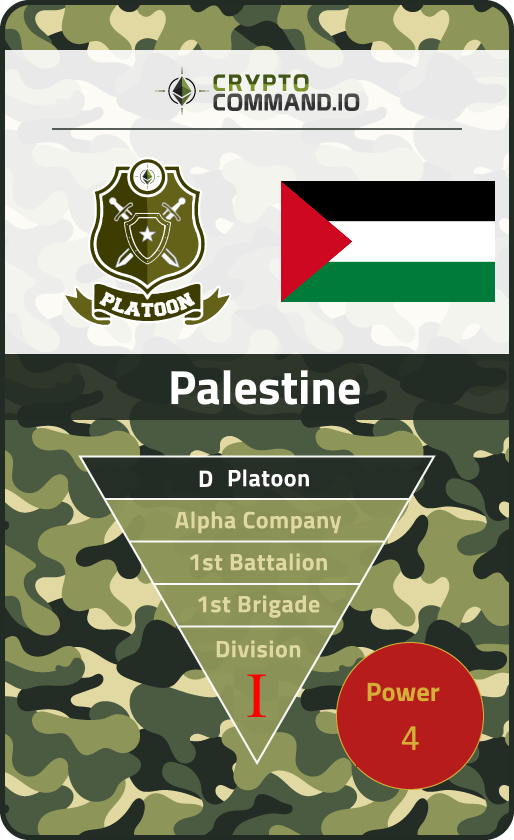 CRYPTO
COMMAND.IO
PLATOON
Palestine
D Platoon
Alpha Company
1st Battalion
1st Brigade
Division
I
Power
4